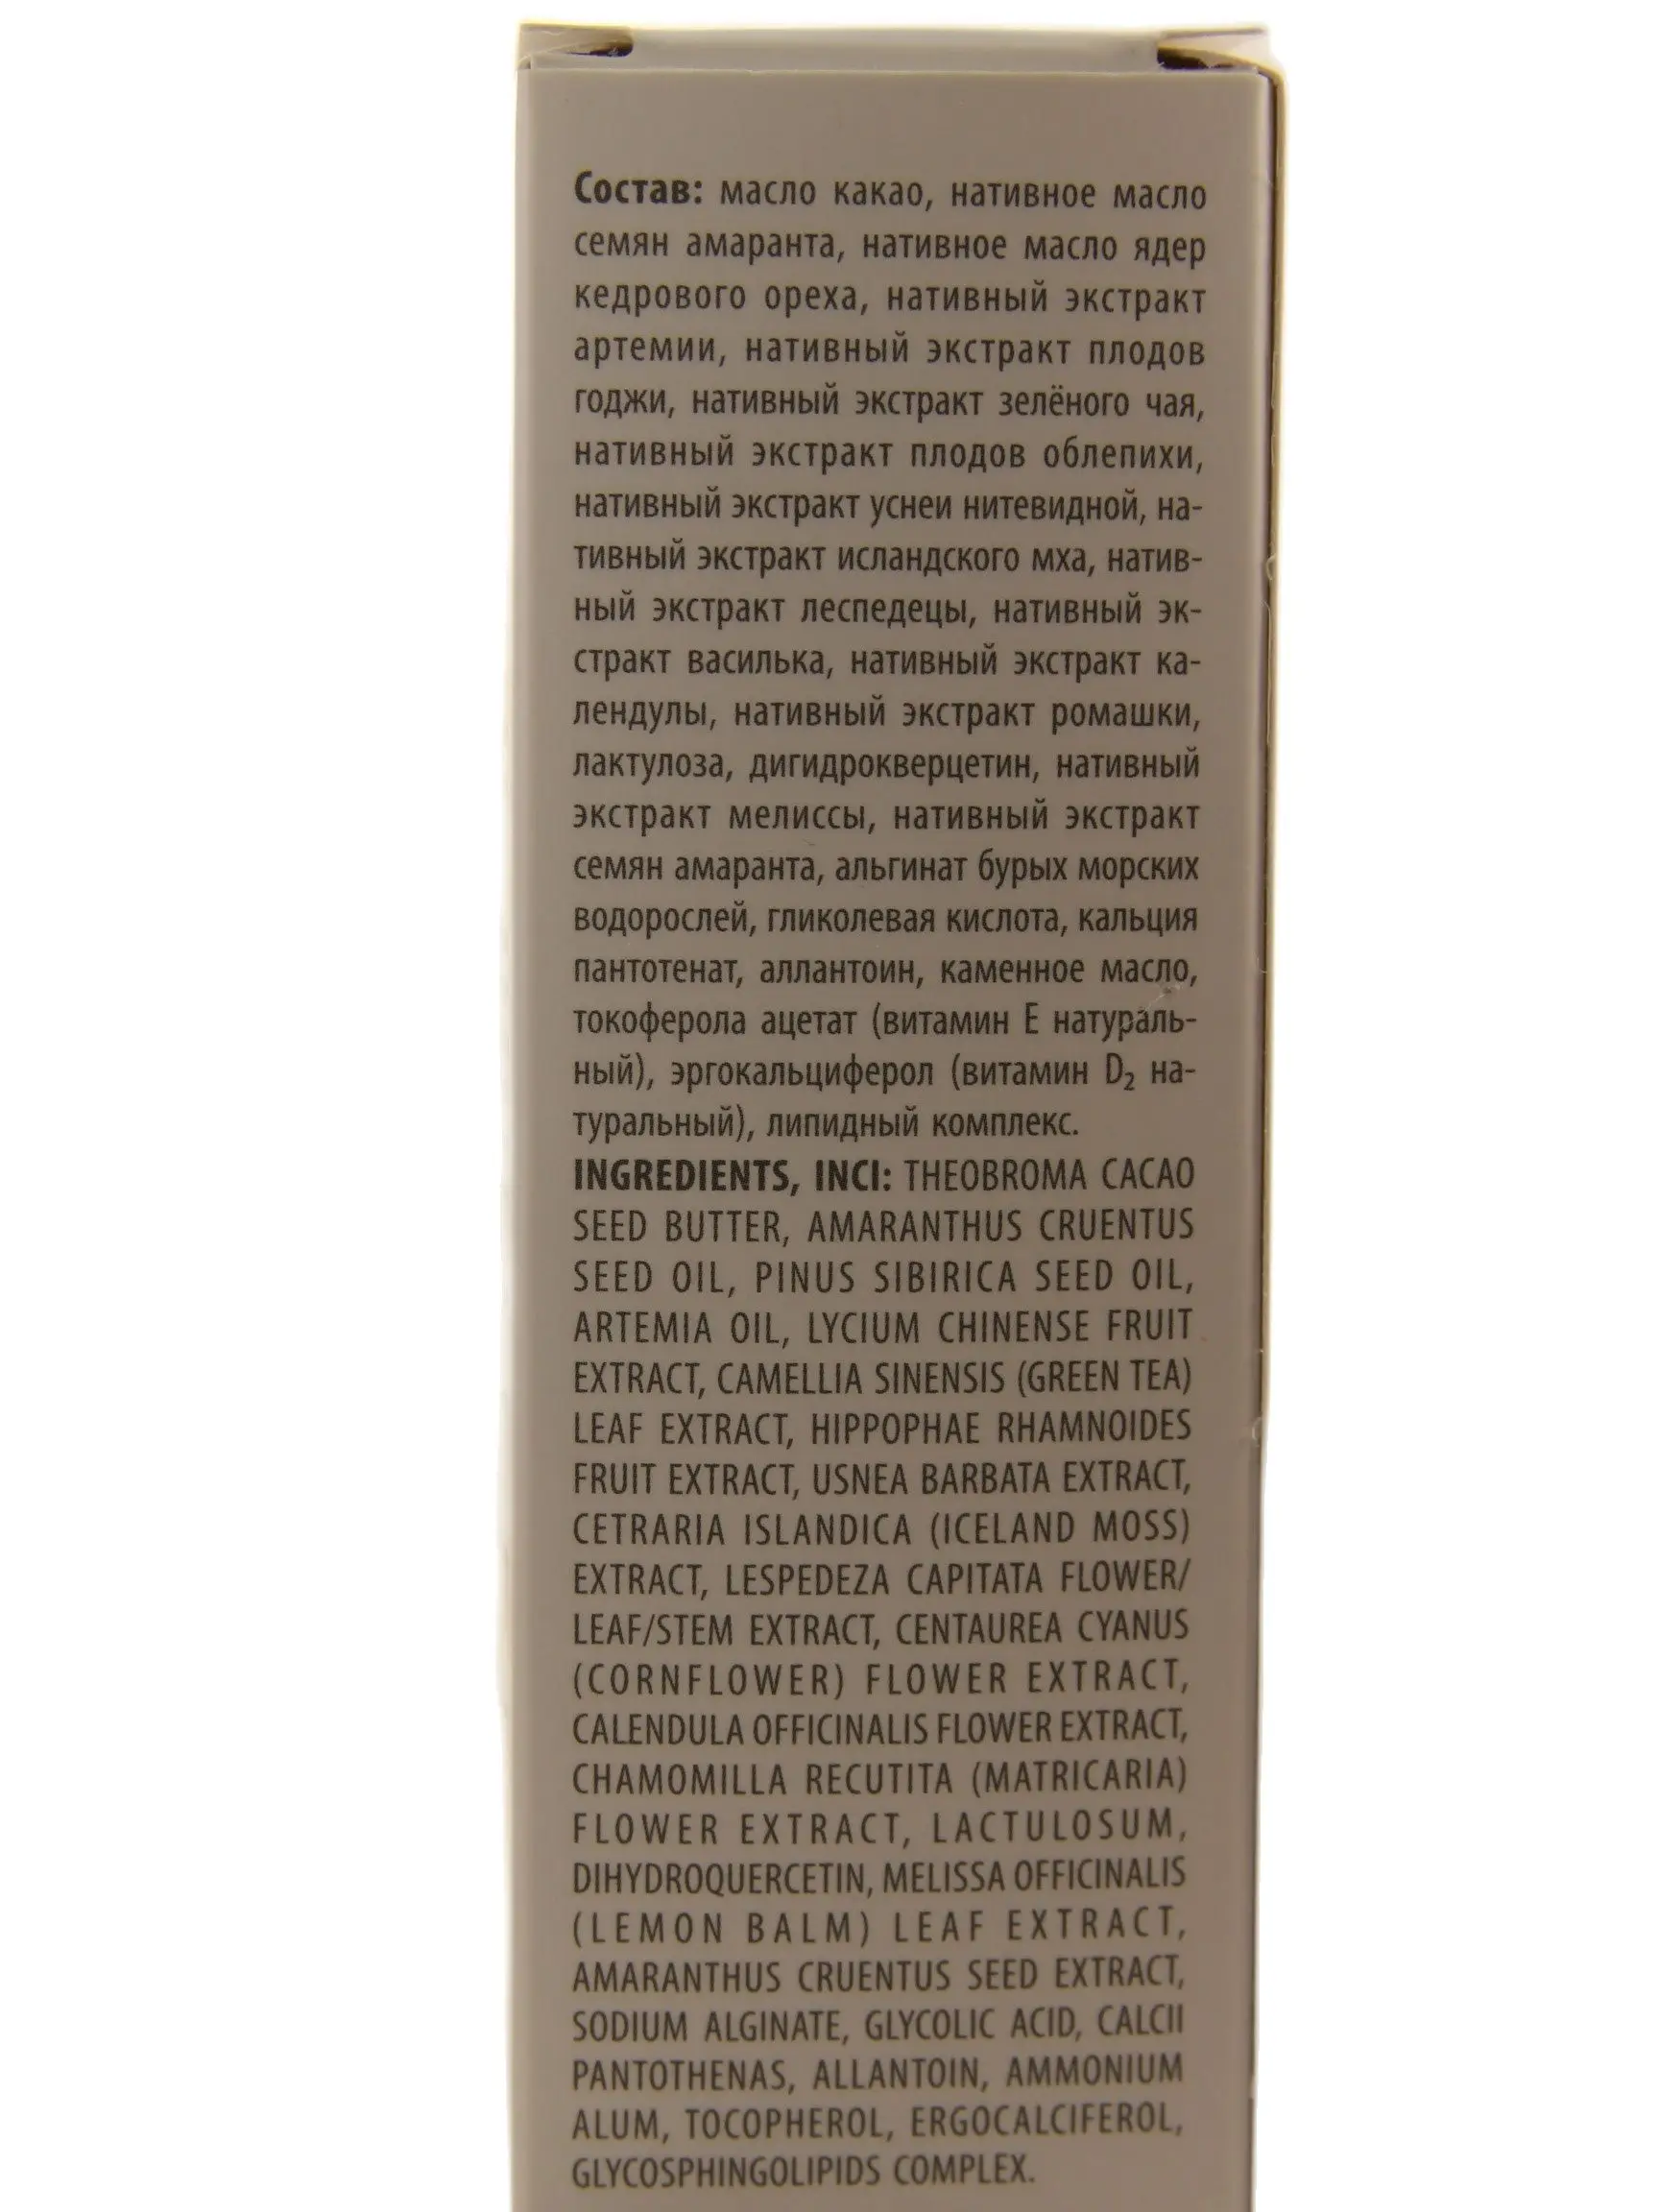 Состав: масло какао, нативное масло
семян амаранта, нативное масло ядер
кедрового ореха, нативный экстракт
артемии, нативный экстракт плодов
годжи, нативный экстракт зелёного чая,
нативный экстракт плодов облепихи,
нативный экстракт уснеи нитевидной, на-
тивный экстракт исландского мха, натив-
ный экстракт леспедецы, нативный эк-
стракт василька, нативный экстракт ка-
лендулы, нативный экстракт ромашки,
лактулоза, дигидрокверцетин, нативный
экстракт мелиссы, нативный экстракт
семян амаранта, альгинат бурых морских
водорослей, гликолевая кислота, кальция
пантотенат, аллантоин, каменное масло,
токоферола ацетат (витамин Е натураль-
ный), эргокальциферол (витамин D₂ на-
туральный), липидный комплекс.
INGREDIENTS, INCI: THEOBROMA CACAO
SEED BUTTER, AMARANTHUS CRUENTUS
SEED OIL, PINUS SIBIRICA SEED OIL,
ARTEMIA OIL, LYCIUM CHINENSE FRUIT
EXTRACT, CAMELLIA SINENSIS (GREEN TEA)
LEAF EXTRACT, HIPPOPHAE RHAMNOIDES
FRUIT EXTRACT, USNEA BARBATA EXTRACT,
CETRARIA ISLANDICA (ICELAND MOSS)
EXTRACT, LESPEDEZA CAPITATA FLOWER/
LEAF/STEM EXTRACT, CENTAUREA CYANUS
(CORNFLOWER) FLOWER EXTRACT,
CALENDULA OFFICINALIS FLOWER EXTRACT,
CHAMOMILLA RECUTITA (MATRICARIA)
FLOWER EXTRACT, LACTULOSUM,
DIHYDROQUERCETIN, MELISSA OFFICINALIS
(LEMON BALM) LEAF EXTRACT,
AMARANTHUS CRUENTUS SEED EXTRACT,
SODIUM ALGINATE, GLYCOLIC ACID, CALCII
PANTOTHENAS, ALLANTOIN, AMMONIUM
ALUM, TOCOPHEROL, ERGOCALCIFEROL,
GLYCOSPHINGOLIPIDS COMPLEX.